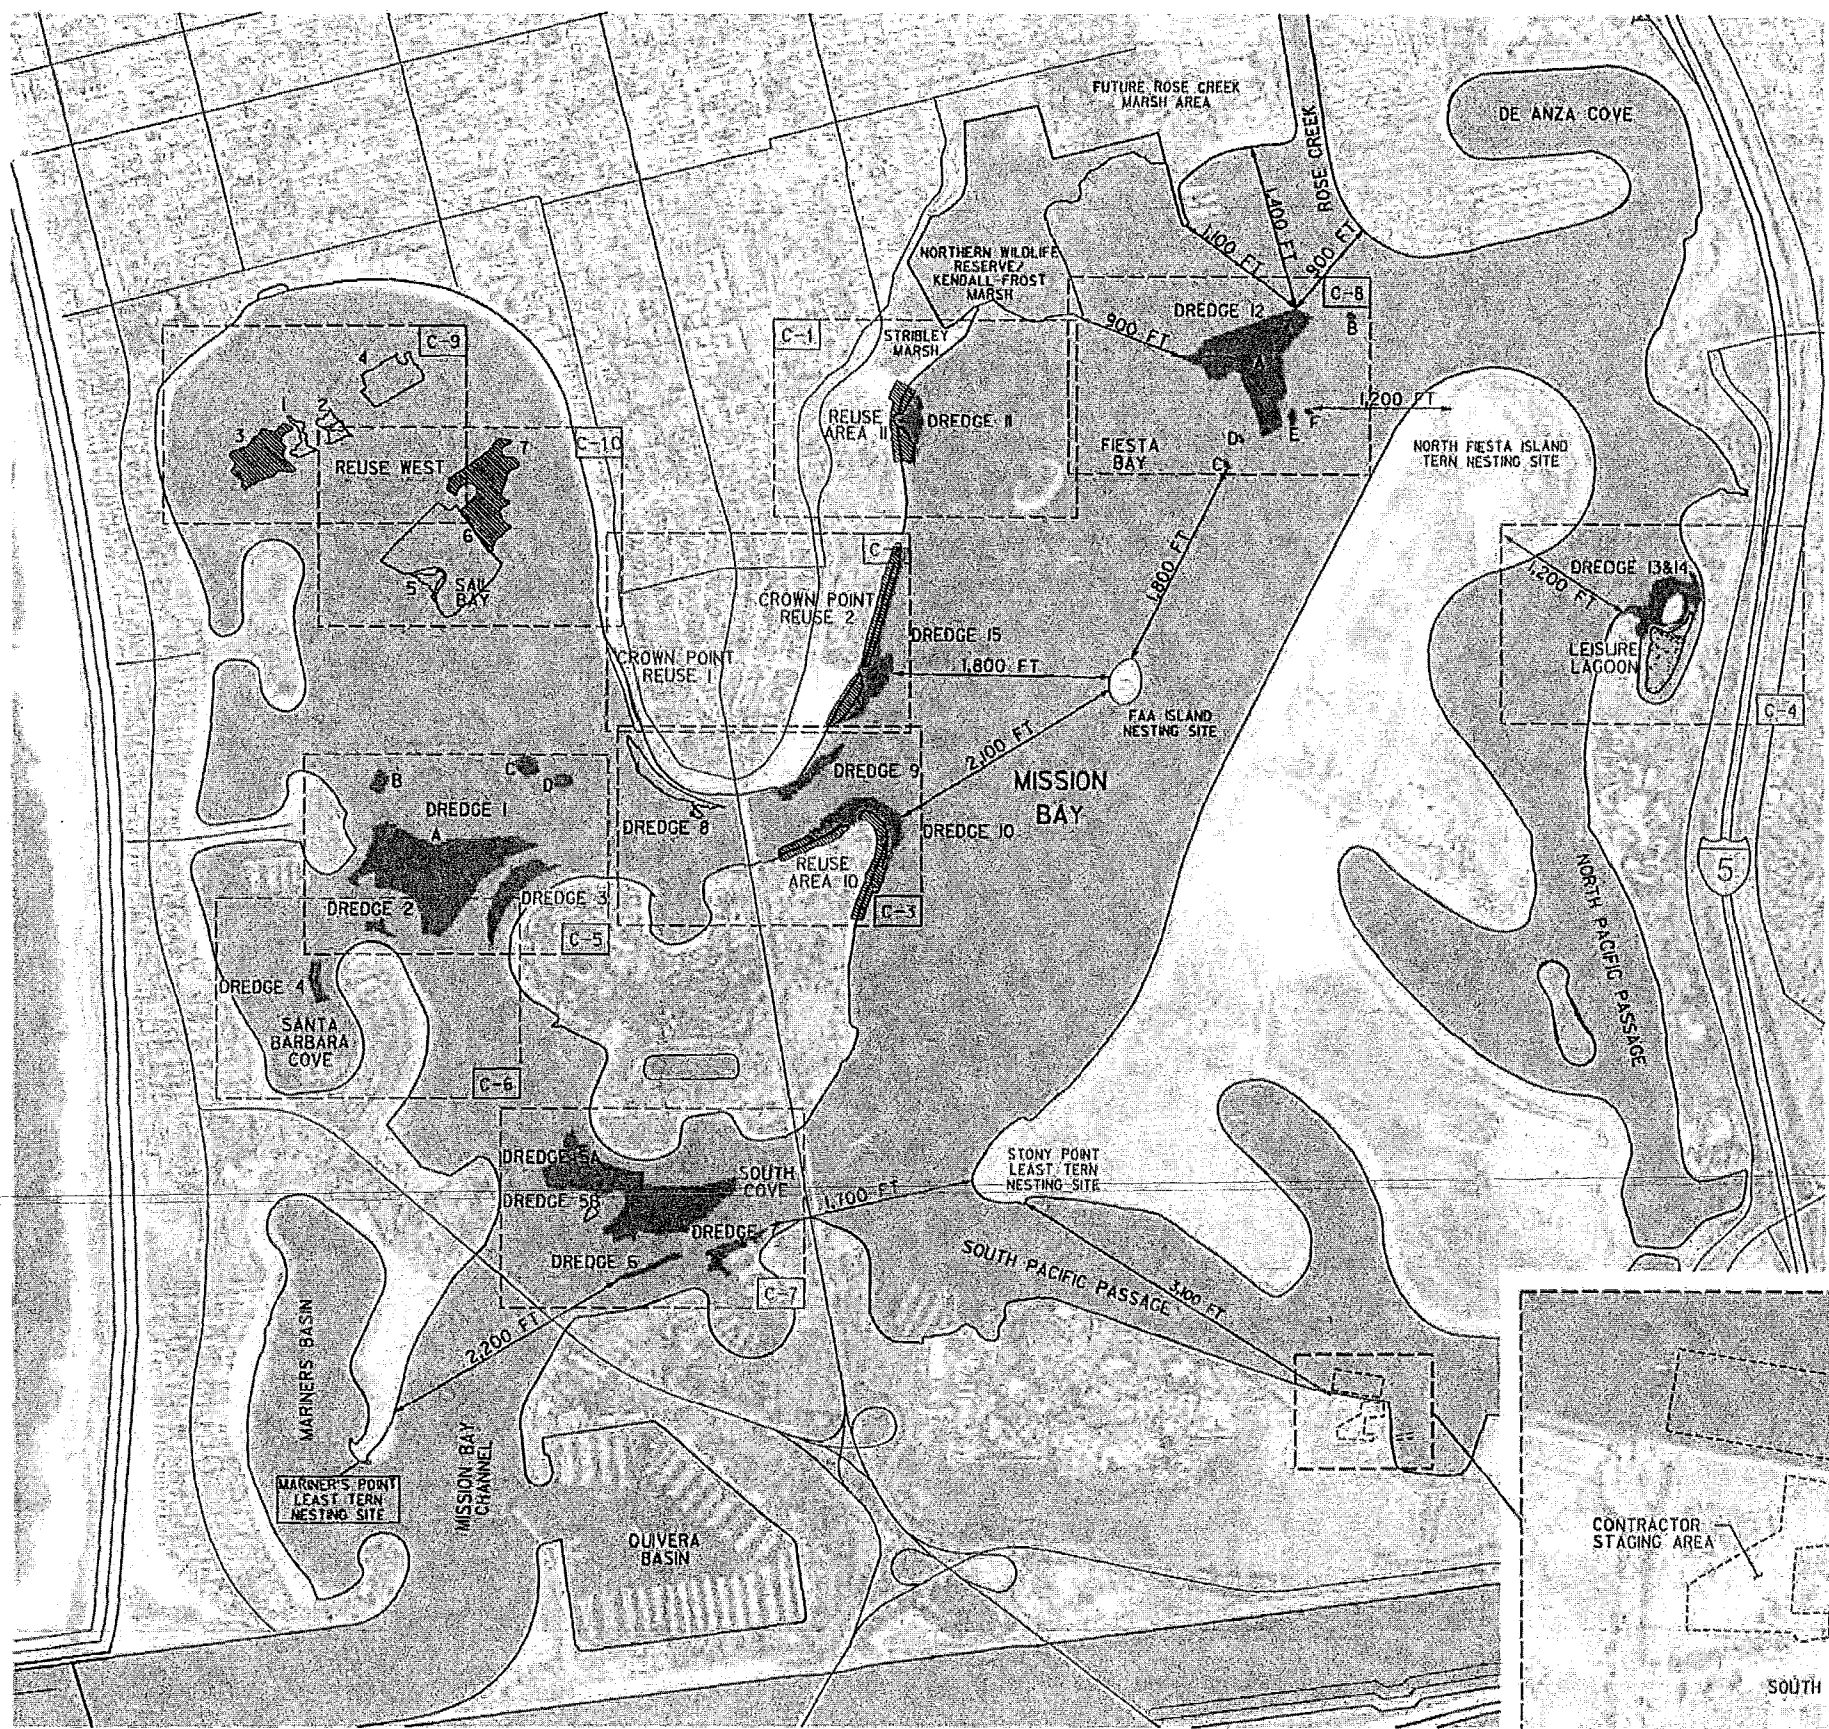 FUTURE ROSE CREEK
MARSH AREA
DE ANZA COVE
ROSE CREEK
1,400 FT
1,100 FT
900 FT
NORTHERN WILDLIFE
RESERVE/
KENDALL-FROST
MARSH
C-8
DREDGE 12
B
A
900 FT
C-1
STRIBLEY
MARSH
C-9
4
1
2
3
REUSE
AREA 11
DREDGE 11
1,200 FT
D
E
F
C
FIESTA
BAY
NORTH FIESTA ISLAND
TERN NESTING SITE
C-10
7
REUSE WEST
6
5
SAIL
BAY
C-
1,800 FT
1,200 FT
DREDGE 13&14
CROWN POINT
REUSE 2
DREDGE 15
LEISURE
LAGOON
CROWN POINT
REUSE 1
1,800 FT
C-4
FAA ISLAND
NESTING SITE
2,100 FT
B
C
D
DREDGE 9
MISSION
BAY
DREDGE 1
A
DREDGE 8
DREDGE 10
REUSE
AREA 10
5
DREDGE 2
DREDGE 3
C-3
C-5
NORTH PACIFIC PASSAGE
DREDGE 4
SANTA
BARBARA
COVE
C-6
DREDGE 5A
SOUTH
COVE
STONY POINT
LEAST TERN
NESTING SITE
DREDGE 5B
1,100 FT
DREDGE 7
DREDGE 6
C-7
SOUTH PACIFIC PASSAGE
3,100 FT
2,200 FT
MARINERS BASIN
MISSION BAY
CHANNEL
MARINER'S POINT
LEAST TERN
NESTING SITE
QUIVERA
BASIN
CONTRACTOR
STAGING AREA
SOUTH